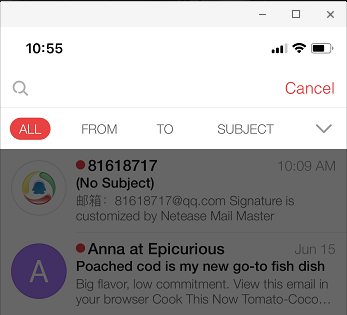 10:55
Cancel
ALL FROM TO SUBJECT
81618717 10:09 AM
(No Subject)
邮箱：81618717@qq.com Signature is
customized by Netease Mail Master
A
Anna at Epicurious Jun 15
Poached cod is my new go-to fish dish
Big flavor, low commitment. View this email in
your browser Cook This Now Tomato-Coco…